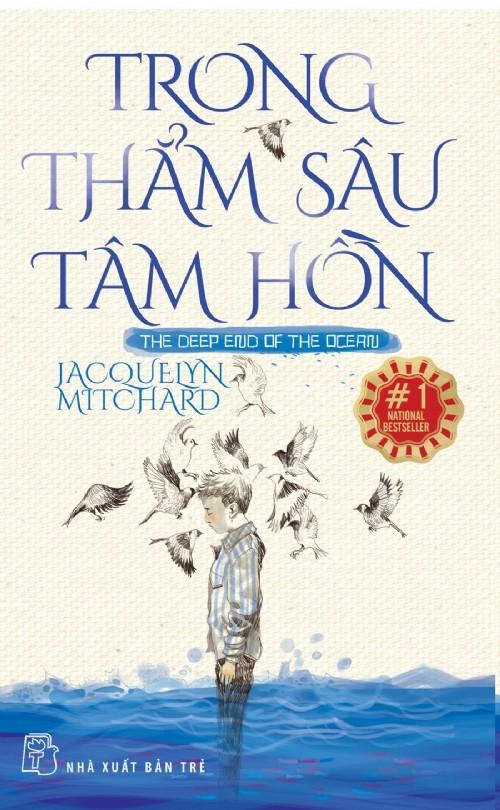 TRONG
THẲM SÂU
TÂM HỒN
THE DEEP END OF THE OCEAN
JACQUELYN
MITCHARD
#1
NATIONAL
BESTSELLER
NHÀ XUẤT BẢN TRẺ